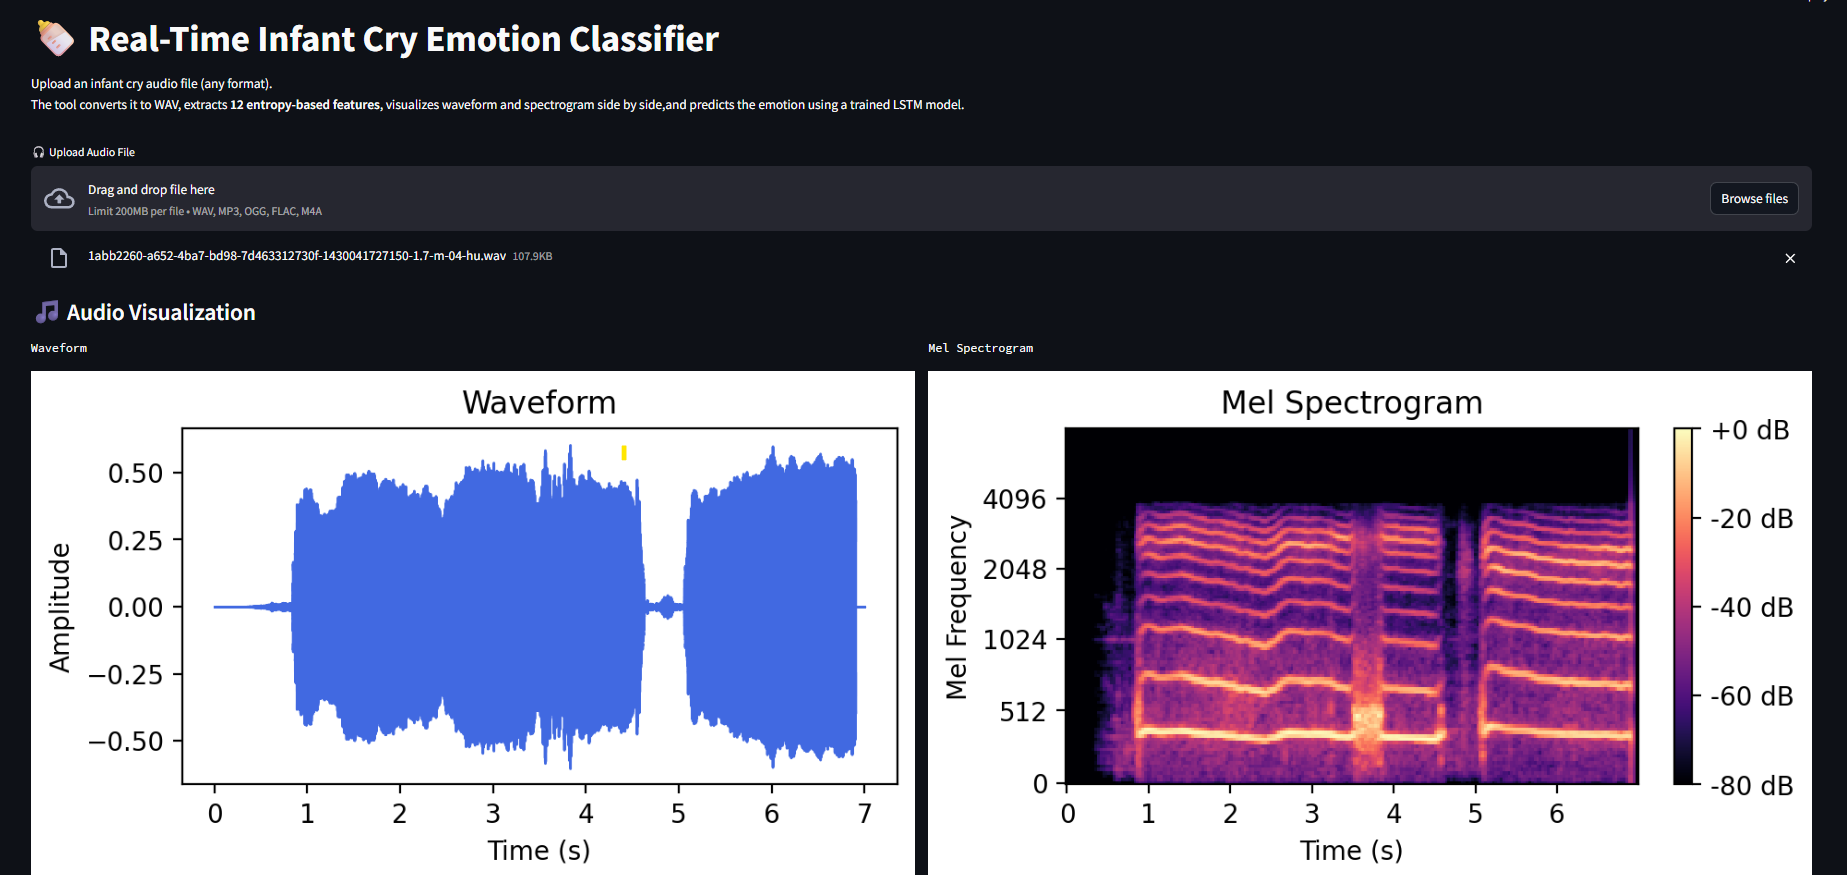 Real-Time Infant Cry Emotion Classifier
Upload an infant cry audio file (any format).
The tool converts it to WAV, extracts 12 entropy-based features, visualizes waveform and spectrogram side by side,and predicts the emotion using a trained LSTM model.
Upload Audio File
Drag and drop file here
Limit 200MB per file • WAV, MP3, OGG, FLAC, M4A
Browse files
1abb2260-a652-4ba7-bd98-7d463312730f-1430041727150-1.7-m-04-hu.wav 107.9KB
Audio Visualization
Waveform
Waveform
0.50
0.25
0.00
−0.25
−0.50
Amplitude
0 1 2 3 4 5 6 7
Time (s)
Mel Spectrogram
Mel Spectrogram
4096
2048
1024
512
0
Mel Frequency
0 1 2 3 4 5 6
Time (s)
+0 dB
-20 dB
-40 dB
-60 dB
-80 dB